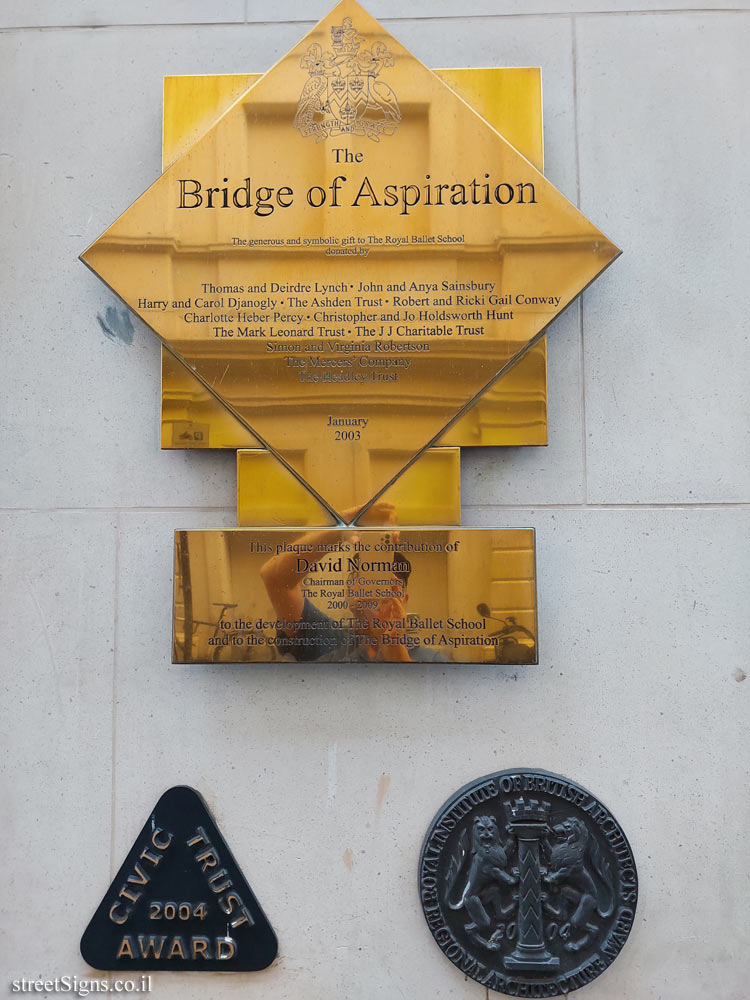 STRENGTH AND
The
Bridge of Aspiration
The generous and symbolic gift to The Royal Ballet School
donated by
Thomas and Deirdre Lynch • John and Anya Sainsbury
Harry and Carol Djanogly • The Ashden Trust • Robert and Ricki Gail Conway
Charlotte Heber Percy • Christopher and Jo Holdsworth Hunt
The Mark Leonard Trust • The J J Charitable Trust
Simon and Virginia Robertson
The Mercers' Company
The Headley Trust
January
2003
This plaque marks the contribution of
David Norman
Chairman of Governors
The Royal Ballet School
2000 - 2009
to the development of The Royal Ballet School
and to the construction of The Bridge of Aspiration
CIVIC TRUST
2004
AWARD
ROYAL INSTITUTE OF BRITISH ARCHITECTS
2004
REGIONAL ARCHITECTURE AWARD
streetSigns.co.il